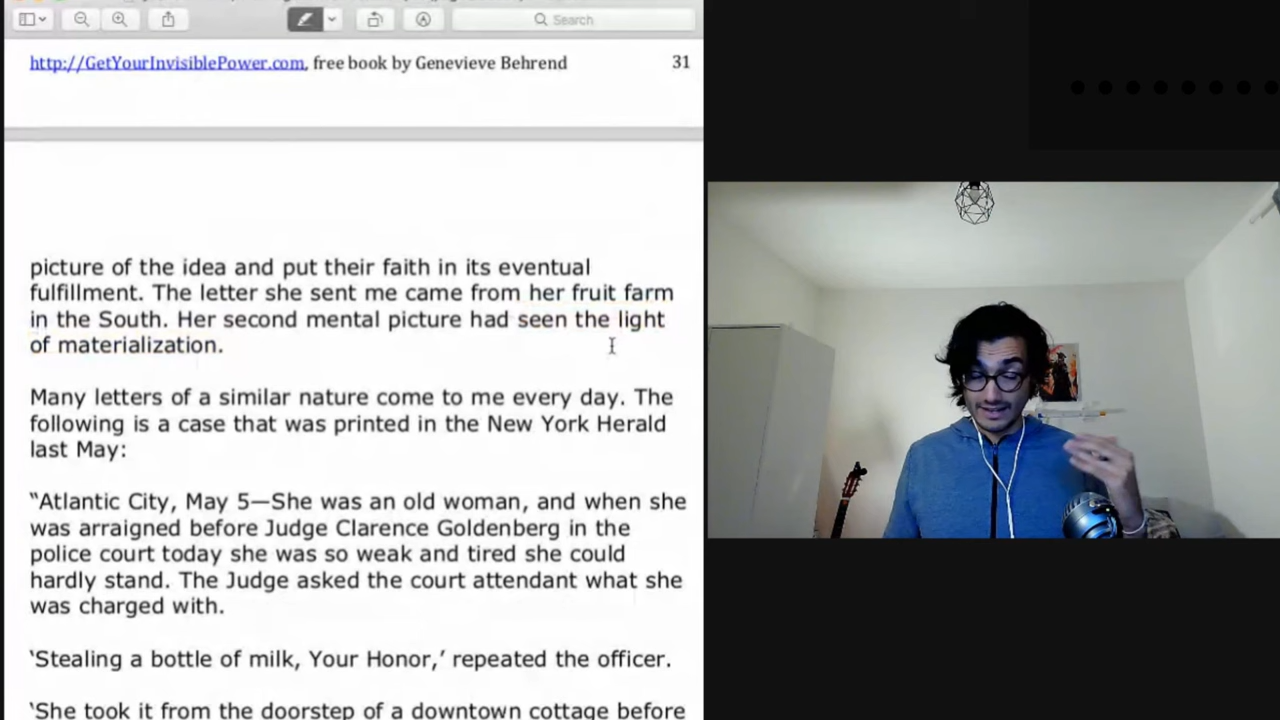 Search
http://GetYourInvisiblePower.com, free book by Genevieve Behrend 31
picture of the idea and put their faith in its eventual
fulfillment. The letter she sent me came from her fruit farm
in the South. Her second mental picture had seen the light
of materialization.
Many letters of a similar nature come to me every day. The
following is a case that was printed in the New York Herald
last May:
“Atlantic City, May 5—She was an old woman, and when she
was arraigned before Judge Clarence Goldenberg in the
police court today she was so weak and tired she could
hardly stand. The Judge asked the court attendant what she
was charged with.
‘Stealing a bottle of milk, Your Honor,’ repeated the officer.
‘She took it from the doorstep of a downtown cottage before